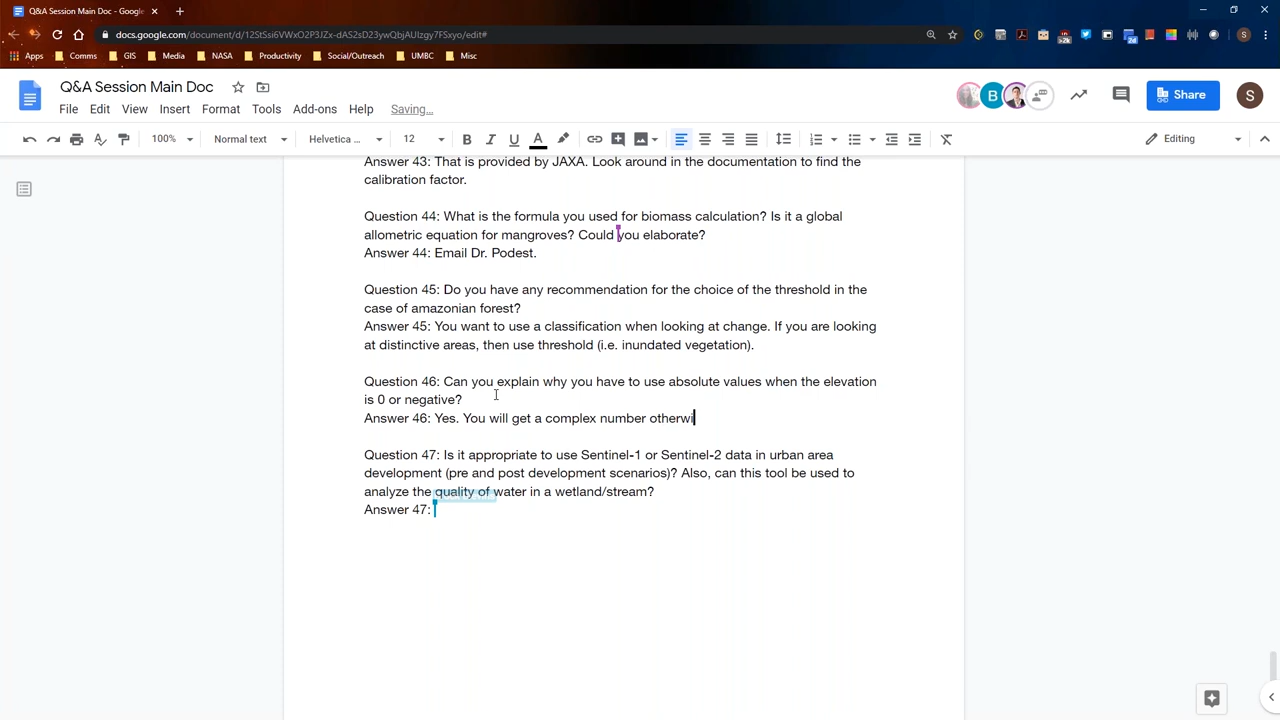 Q&A Session Main Doc - Google
docs.google.com/document/d/12StSsi6VWxO2P3JZx-dAS2sD23ywQbjAUIzgy7FSxyo/edit#
S
Apps Comms GIS Media NASA Productivity Social/Outreach UMBC Misc
Q&A Session Main Doc
B
Share
S
File Edit View Insert Format Tools Add-ons Help Saving...
100% Normal text Helvetica ... 12 B I U A Editing
Answer 43: That is provided by JAXA. Look around in the documentation to find the
calibration factor.
Question 44: What is the formula you used for biomass calculation? Is it a global
allometric equation for mangroves? Could you elaborate?
Answer 44: Email Dr. Podest.
Question 45: Do you have any recommendation for the choice of the threshold in the
case of amazonian forest?
Answer 45: You want to use a classification when looking at change. If you are looking
at distinctive areas, then use threshold (i.e. inundated vegetation).
Question 46: Can you explain why you have to use absolute values when the elevation
is 0 or negative?
Answer 46: Yes. You will get a complex number otherwi
Question 47: Is it appropriate to use Sentinel-1 or Sentinel-2 data in urban area
development (pre and post development scenarios)? Also, can this tool be used to
analyze the quality of water in a wetland/stream?
Answer 47: